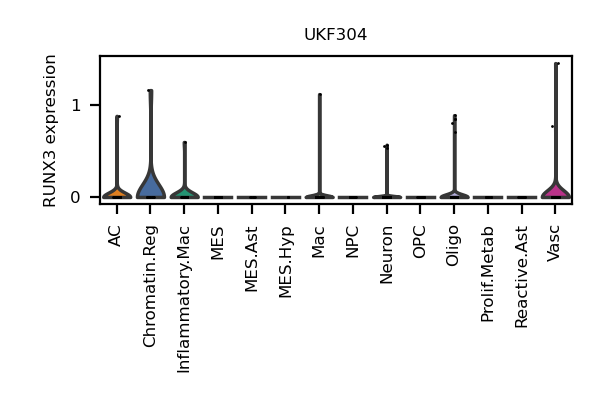 UKF304
RUNX3 expression
1
0
AC
Chromatin.Reg
Inflammatory.Mac
MES
MES.Ast
MES.Hyp
Mac
NPC
Neuron
OPC
Oligo
Prolif.Metab
Reactive.Ast
Vasc